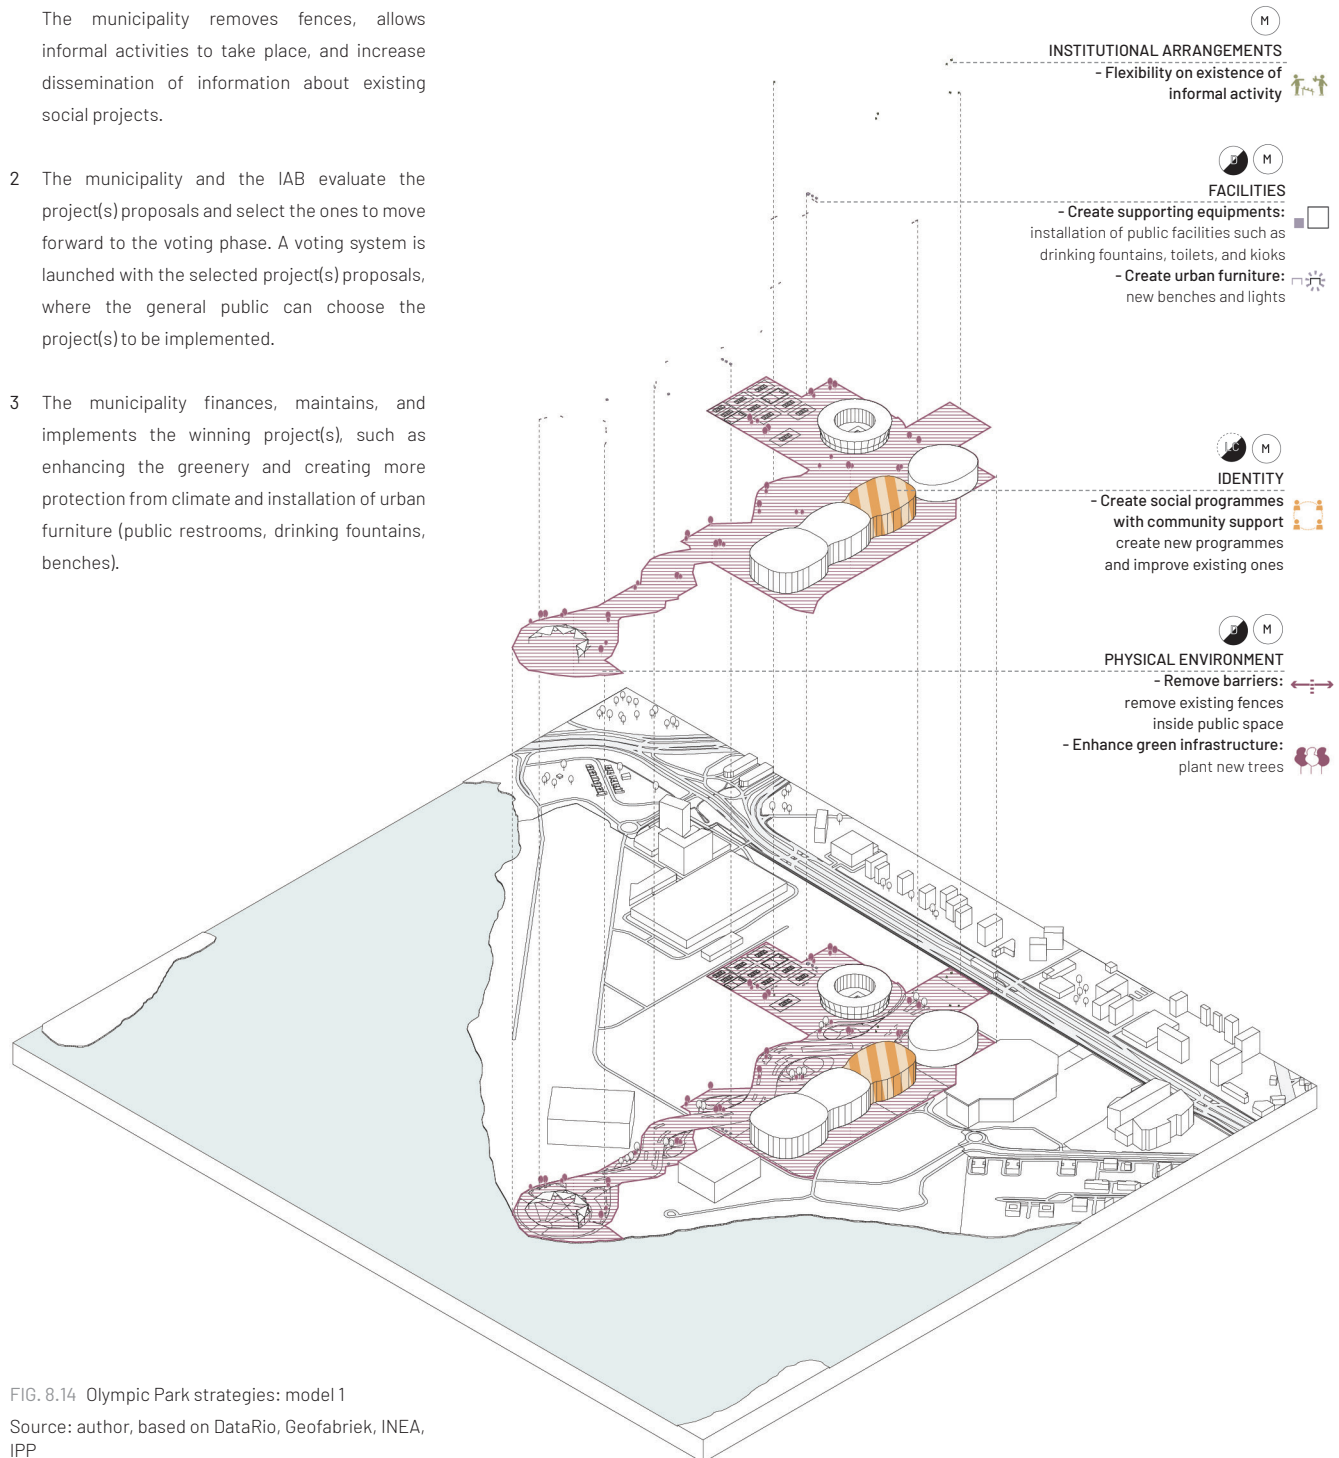 The municipality removes fences, allows
informal activities to take place, and increase
dissemination of information about existing
social projects.
2 The municipality and the IAB evaluate the
project(s) proposals and select the ones to move
forward to the voting phase. A voting system is
launched with the selected project(s) proposals,
where the general public can choose the
project(s) to be implemented.
3 The municipality finances, maintains, and
implements the winning project(s), such as
enhancing the greenery and creating more
protection from climate and installation of urban
furniture (public restrooms, drinking fountains,
benches).
M
INSTITUTIONAL ARRANGEMENTS
- Flexibility on existence of
informal activity
D M
FACILITIES
- Create supporting equipments:
installation of public facilities such as
drinking fountains, toilets, and kioks
- Create urban furniture:
new benches and lights
LC M
IDENTITY
- Create social programmes
with community support
create new programmes
and improve existing ones
D M
PHYSICAL ENVIRONMENT
- Remove barriers:
remove existing fences
inside public space
- Enhance green infrastructure:
plant new trees
FIG. 8.14 Olympic Park strategies: model 1
Source: author, based on DataRio, Geofabriek, INEA,
IPP